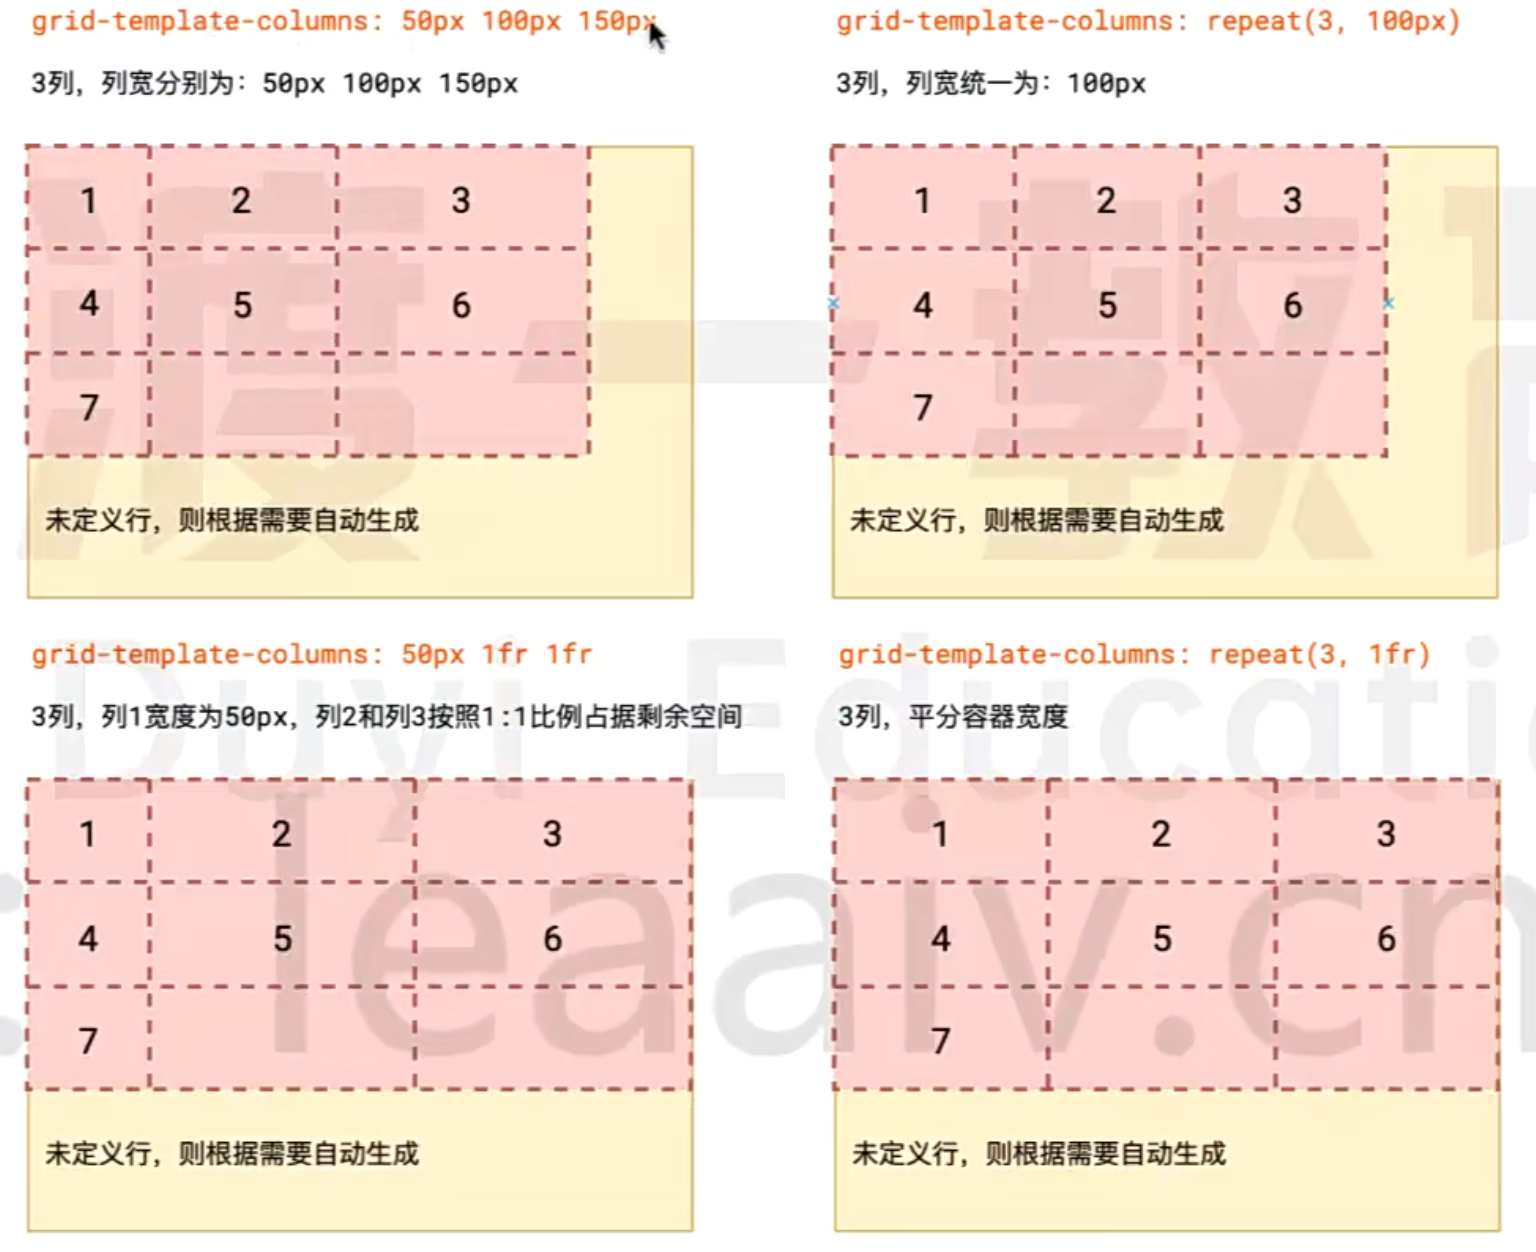 grid-template-columns: 50px 100px 150px
3列，列宽分别为：50px 100px 150px
1 2 3
4 5 6
7
未定义行，则根据需要自动生成
grid-template-columns: repeat(3, 100px)
3列，列宽统一为：100px
1 2 3
4 5 6
7
未定义行，则根据需要自动生成
grid-template-columns: 50px 1fr 1fr
3列，列1宽度为50px，列2和列3按照1:1比例占据剩余空间
1 2 3
4 5 6
7
未定义行，则根据需要自动生成
grid-template-columns: repeat(3, 1fr)
3列，平分容器宽度
1 2 3
4 5 6
7
未定义行，则根据需要自动生成
渡一教
Duyi Educati
: leaaiv.cn